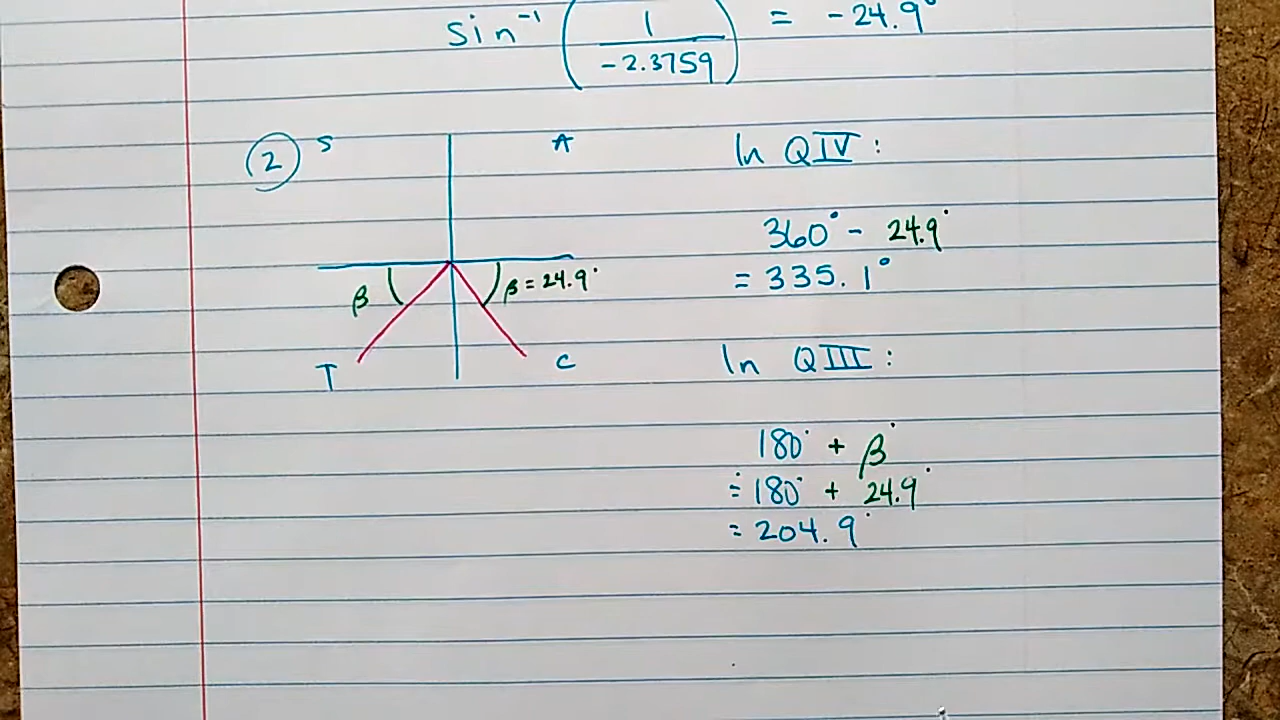 sin⁻¹ (1 / -2.3759) = -24.9°
② S A
In QIV :
360° - 24.9°
= 335.1°
β β = 24.9°
T C
In QIII :
180° + β°
= 180° + 24.9°
= 204.9°